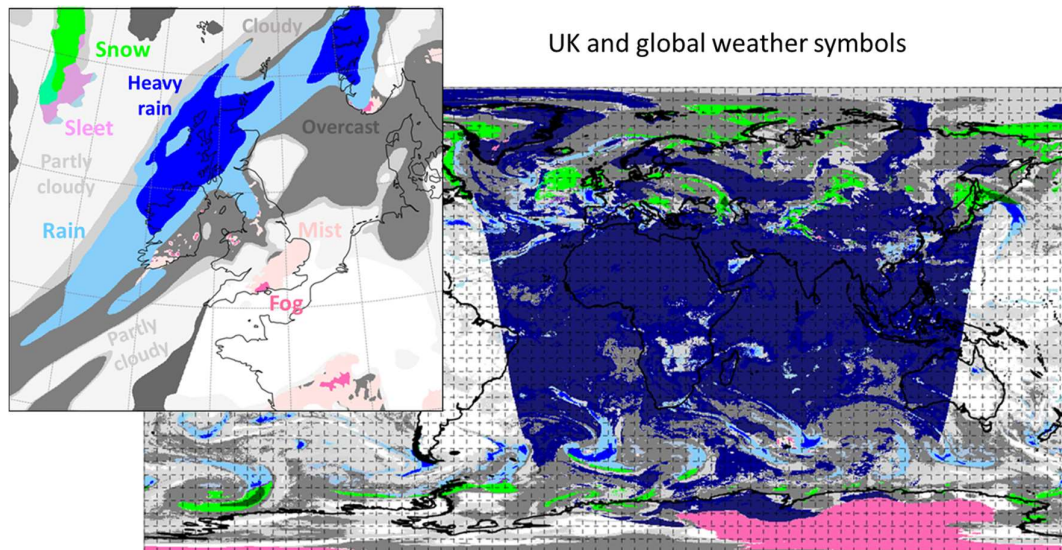 UK and global weather symbols
Cloudy
Snow
Heavy
rain
Sleet
Overcast
Partly
cloudy
Rain
Mist
Fog
Partly
cloudy